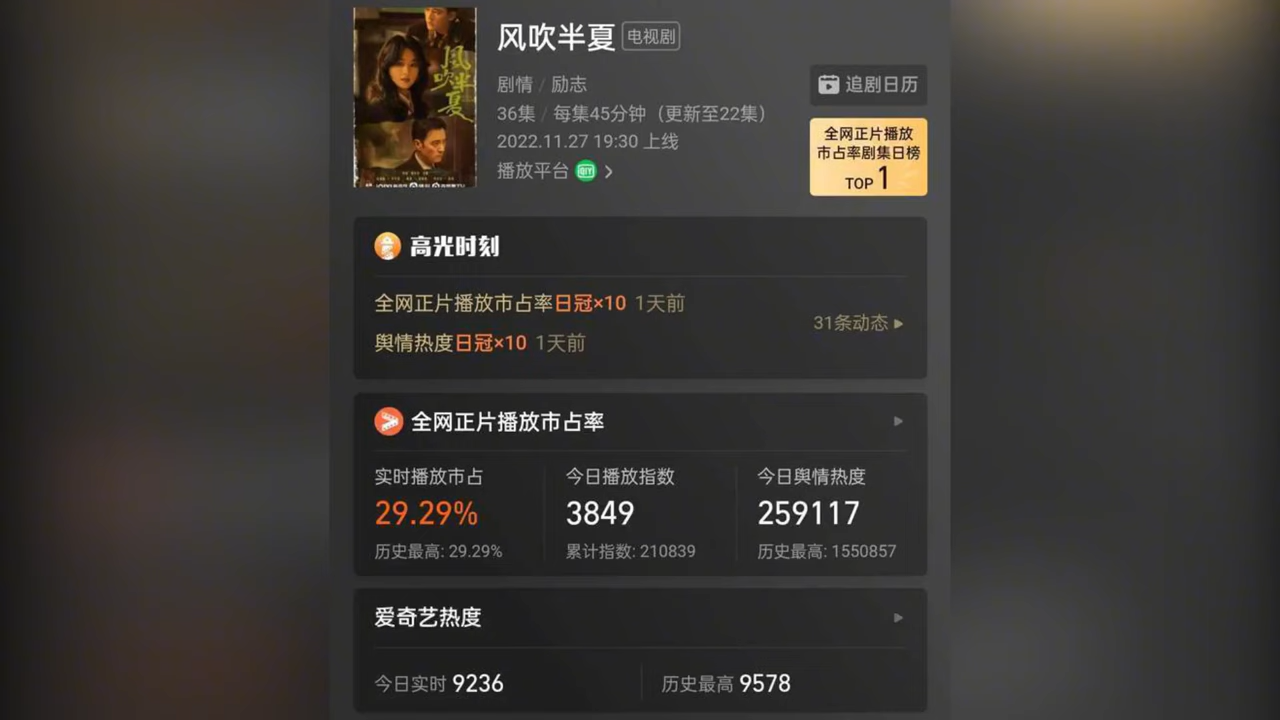 风吹半夏 电视剧
剧情 / 励志
36集 / 每集45分钟（更新至22集）
2022.11.27 19:30 上线
播放平台
追剧日历
全网正片播放
市占率剧集日榜
TOP 1
风吹半夏
高光时刻
全网正片播放市占率日冠×10 1天前
舆情热度日冠×10 1天前
31条动态
全网正片播放市占率
实时播放市占 今日播放指数 今日舆情热度
29.29% 3849 259117
历史最高: 29.29% 累计指数: 210839 历史最高: 1550857
爱奇艺热度
今日实时 9236 历史最高 9578